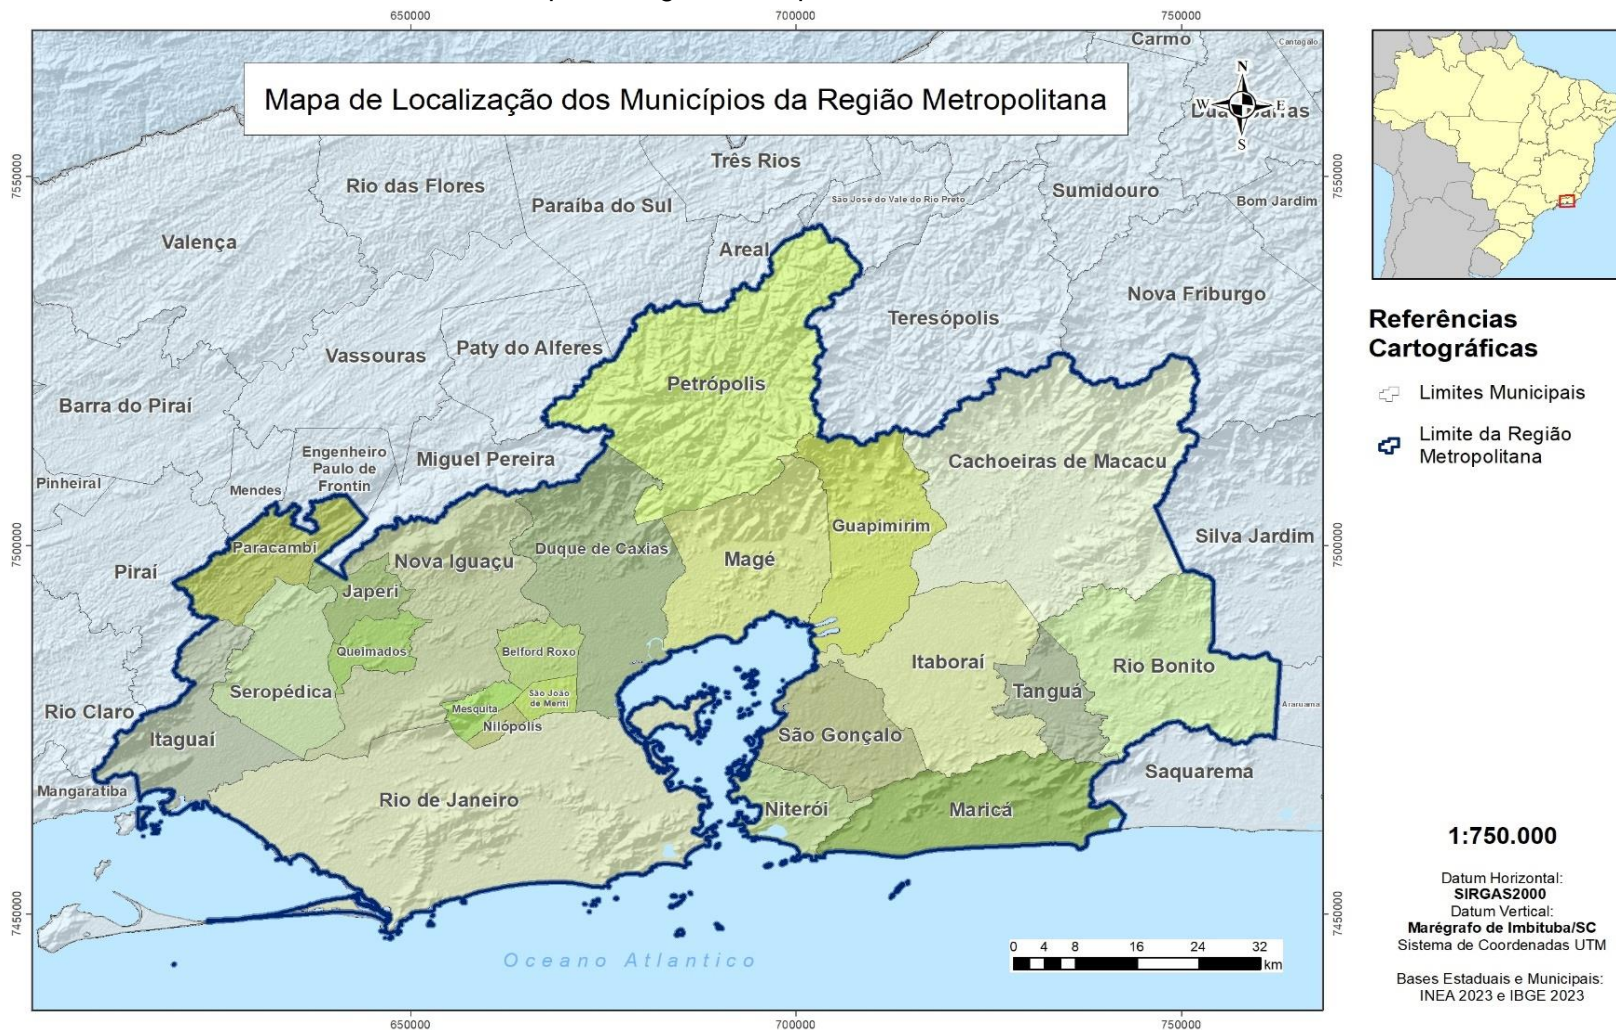 650000
700000
750000
Mapa de Localização dos Municípios da Região Metropolitana
Carmo
Cantagalo
N
W
E
S
7550000
7550000
Três Rios
Rio das Flores
Paraíba do Sul
São José do Vale do Rio Preto
Sumidouro
Bom Jardim
Valença
Areal
Nova Friburgo
Teresópolis
Vassouras
Paty do Alferes
Petrópolis
Barra do Piraí
Engenheiro
Paulo de
Frontin
Miguel Pereira
Cachoeiras de Macacu
Pinheiral
Mendes
Guapimirim
Silva Jardim
7500000
7500000
Paracambi
Nova Iguaçu
Duque de Caxias
Magé
Piraí
Japeri
Queimados
Belford Roxo
Itaboraí
Rio Bonito
Seropédica
Tanguá
São João
de Meriti
Mesquita
Nilópolis
Rio Claro
Itaguaí
São Gonçalo
Araruama
Saquarema
Mangaratiba
Rio de Janeiro
Niterói
Maricá
7450000
7450000
Oceano Atlantico
0 4 8 16 24 32
km
650000
700000
750000
Referências
Cartográficas
Limites Municipais
Limite da Região
Metropolitana
1:750.000
Datum Horizontal:
SIRGAS2000
Datum Vertical:
Marégrafo de Imbituba/SC
Sistema de Coordenadas UTM
Bases Estaduais e Municipais:
INEA 2023 e IBGE 2023